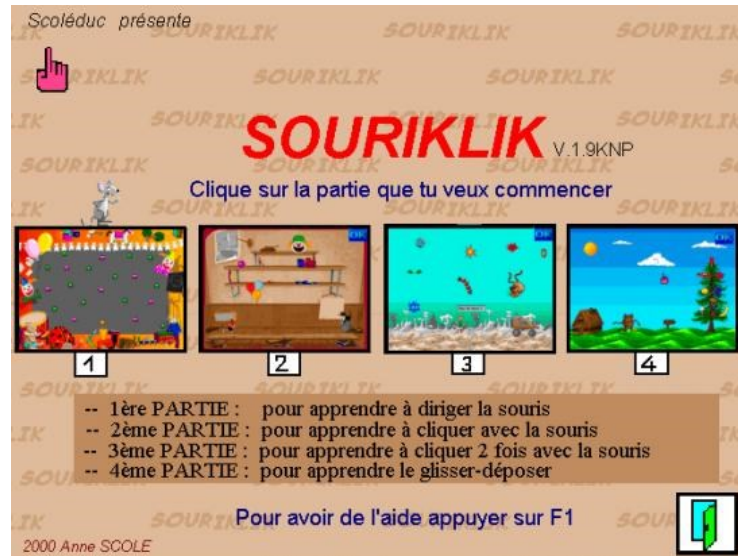 Scoléduc présente
SOURIKLIK V.1.9KNP
Clique sur la partie que tu veux commencer
OK OK OK
1 2 3 4
-- 1ère PARTIE : pour apprendre à diriger la souris
-- 2ème PARTIE : pour apprendre à cliquer avec la souris
-- 3ème PARTIE : pour apprendre à cliquer 2 fois avec la souris
-- 4ème PARTIE : pour apprendre le glisser-déposer
Pour avoir de l'aide appuyer sur F1
2000 Anne SCOLE